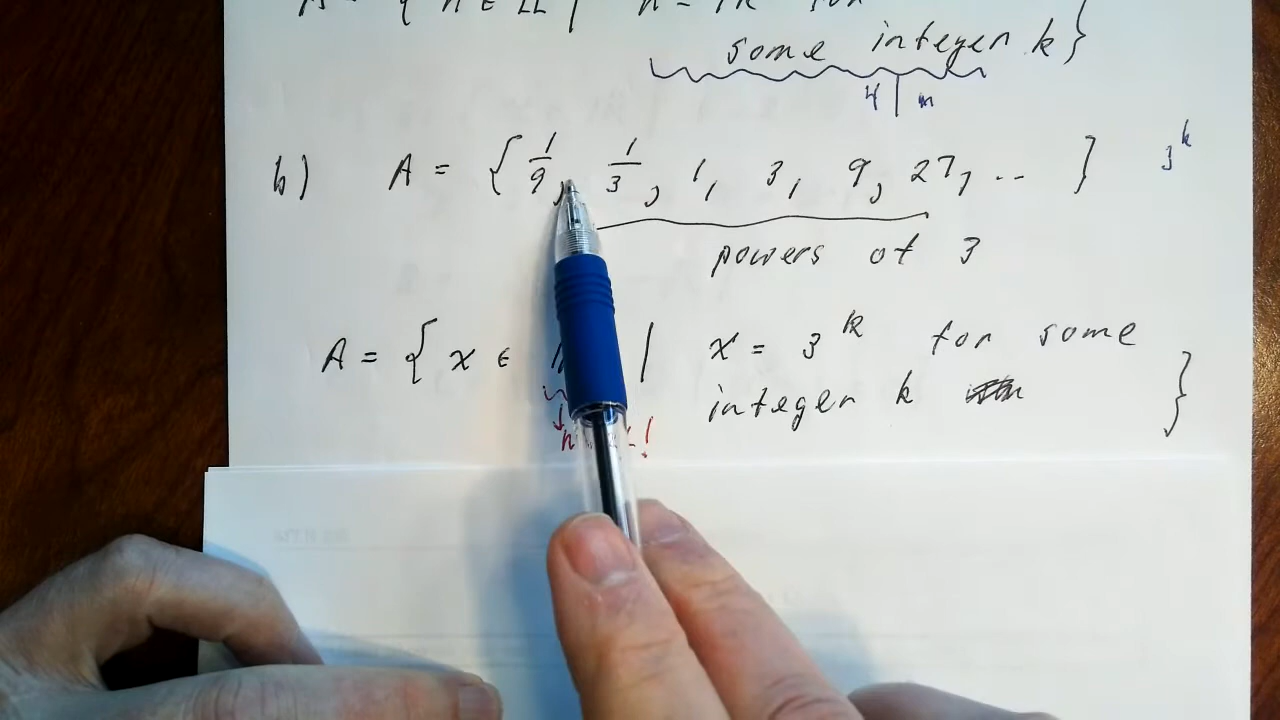 some integer k}
4 | n
b) A = { 1/9, 1/3, 1, 3, 9, 27, .. } 3^k
powers of 3
A = { x ∈ | x = 3^k for some
integer k }